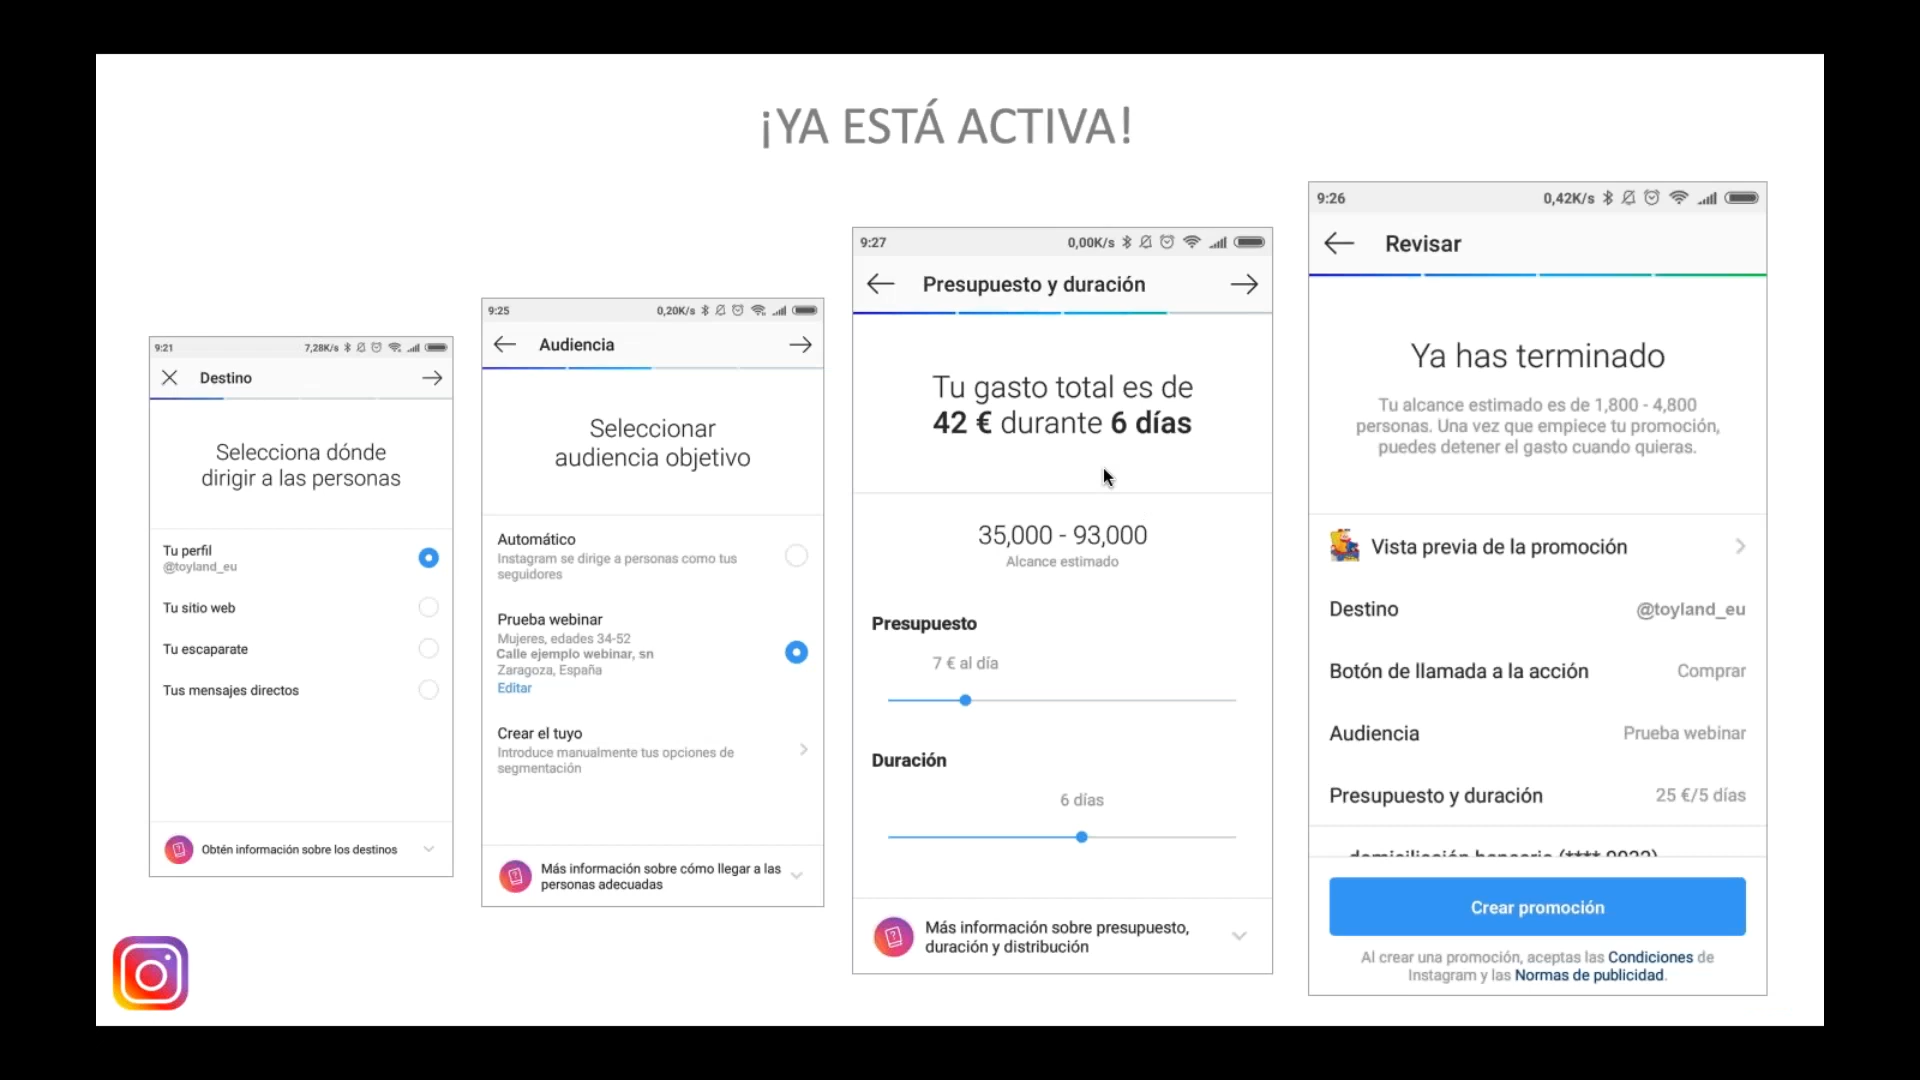 ¡YA ESTÁ ACTIVA!
9:21
7,28K/s
Destino
Selecciona dónde
dirigir a las personas
Tu perfil
@toyland_eu
Tu sitio web
Tu escaparate
Tus mensajes directos
Obtén información sobre los destinos
9:25
0,20K/s
Audiencia
Seleccionar
audiencia objetivo
Automático
Instagram se dirige a personas como tus
seguidores
Prueba webinar
Mujeres, edades 34-52
Calle ejemplo webinar, sn
Zaragoza, España
Editar
Crear el tuyo
Introduce manualmente tus opciones de
segmentación
Más información sobre cómo llegar a las
personas adecuadas
9:27
0,00K/s
Presupuesto y duración
Tu gasto total es de
42 € durante 6 días
35,000 - 93,000
Alcance estimado
Presupuesto
7 € al día
Duración
6 días
Más información sobre presupuesto,
duración y distribución
9:26
0,42K/s
Revisar
Ya has terminado
Tu alcance estimado es de 1,800 - 4,800
personas. Una vez que empiece tu promoción,
puedes detener el gasto cuando quieras.
Vista previa de la promoción
Destino @toyland_eu
Botón de llamada a la acción Comprar
Audiencia Prueba webinar
Presupuesto y duración 25 €/5 días
domiciliación bancaria
Crear promoción
Al crear una promoción, aceptas las Condiciones de
Instagram y las Normas de publicidad.